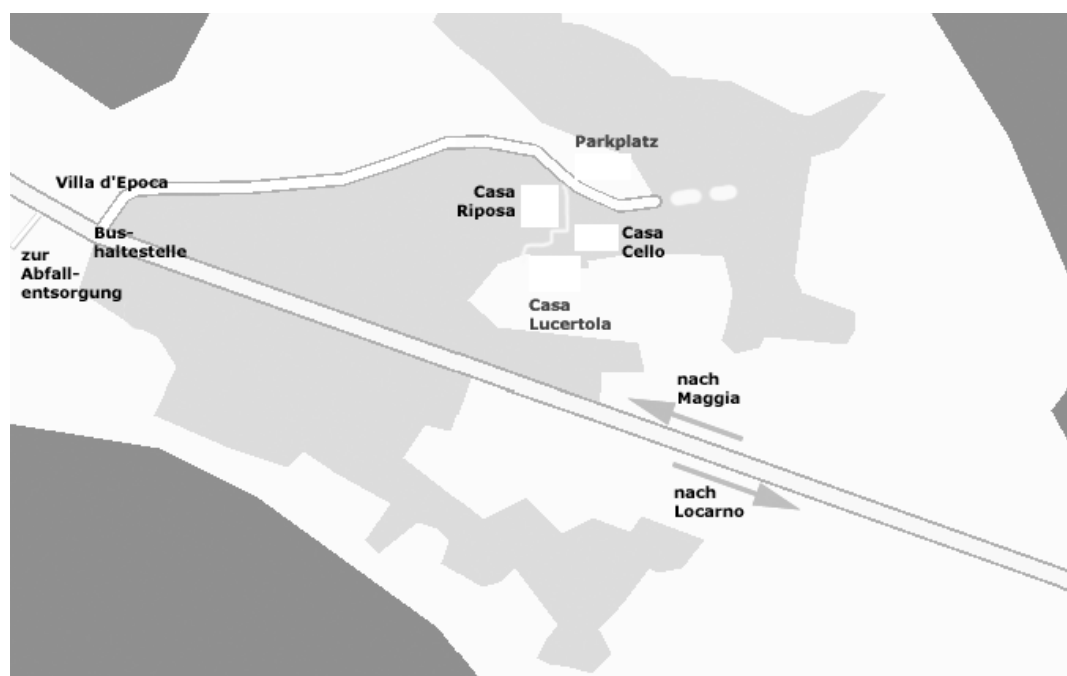 Parkplatz
Villa d'Epoca
Casa
Riposa
Bus-
haltestelle
Casa
Cello
zur
Abfall-
entsorgung
Casa
Lucertola
nach
Maggia
nach
Locarno